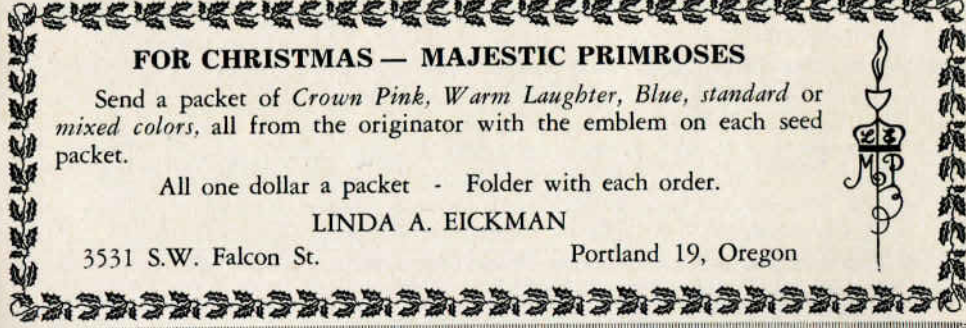 FOR CHRISTMAS — MAJESTIC PRIMROSES
Send a packet of Crown Pink, Warm Laughter, Blue, standard or
mixed colors, all from the originator with the emblem on each seed
packet.
All one dollar a packet - Folder with each order.
LINDA A. EICKMAN
3531 S.W. Falcon St. Portland 19, Oregon
L E
M P